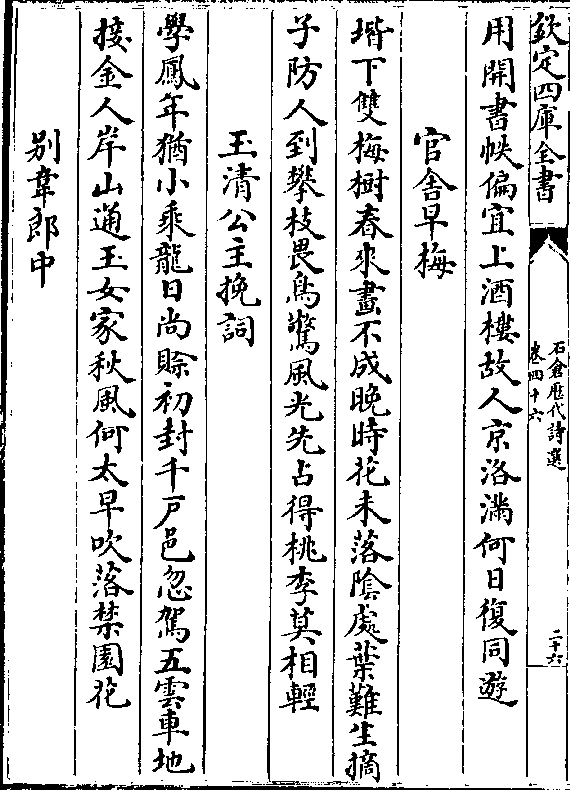 欽定四庫全書
石倉歷代詩選
卷四十六
二十六
用開書帙偏宜上酒樓故人京洛滿何日復同遊
官舍早梅
堦下雙梅樹春來畫不成晚時花未落陰處葉難生摘
子防人到攀枝畏鳥驚風光先占得桃李莫相輕
玉清公主挽詞
學鳳年猶小乘龍日尚賒初封千戸邑忽駕五雲車地
接金人岸山通玉女家秋風何太早吹落禁園花
别韋郎中